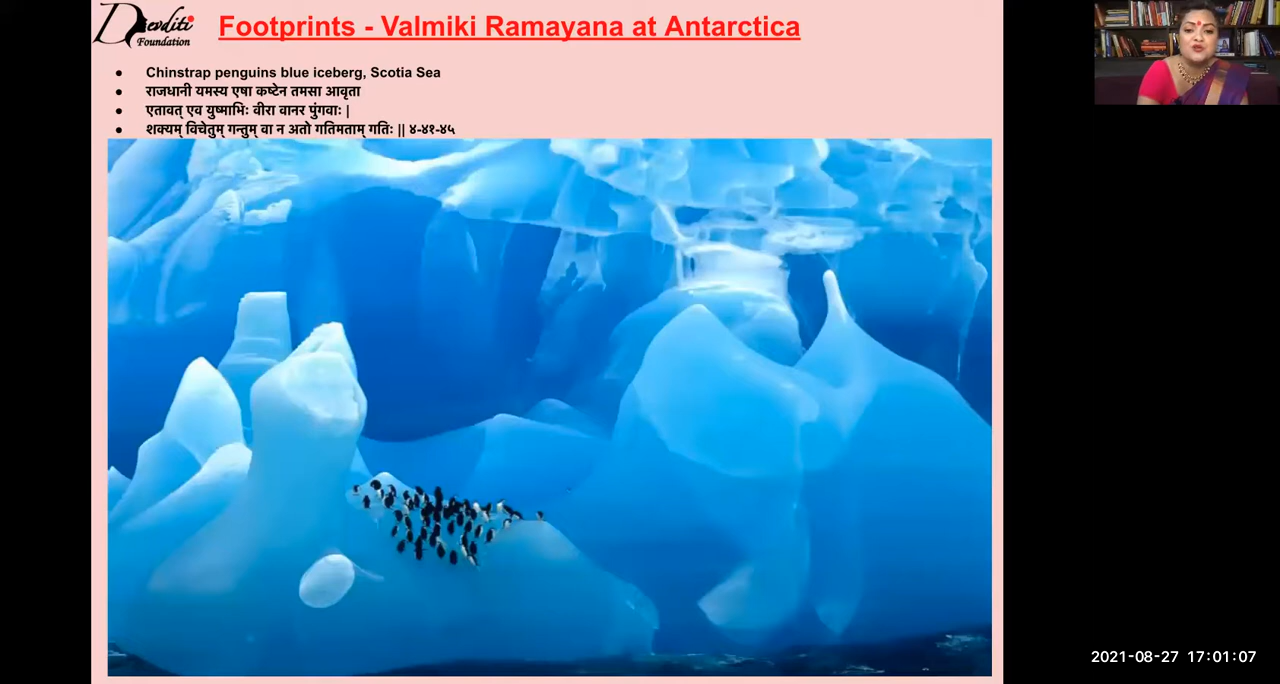 Devditi
Foundation
Footprints - Valmiki Ramayana at Antarctica
● Chinstrap penguins blue iceberg, Scotia Sea
● राजधानी यमस्य एषा कष्टेन तमसा आवृता
● एतावत् एव युष्माभिः वीरा वानर पुंगवाः |
● शक्यम् विचेतुम् गन्तुम् वा न अतो गतिमताम् गतिः || ४-४१-४५
2021-08-27 17:01:07